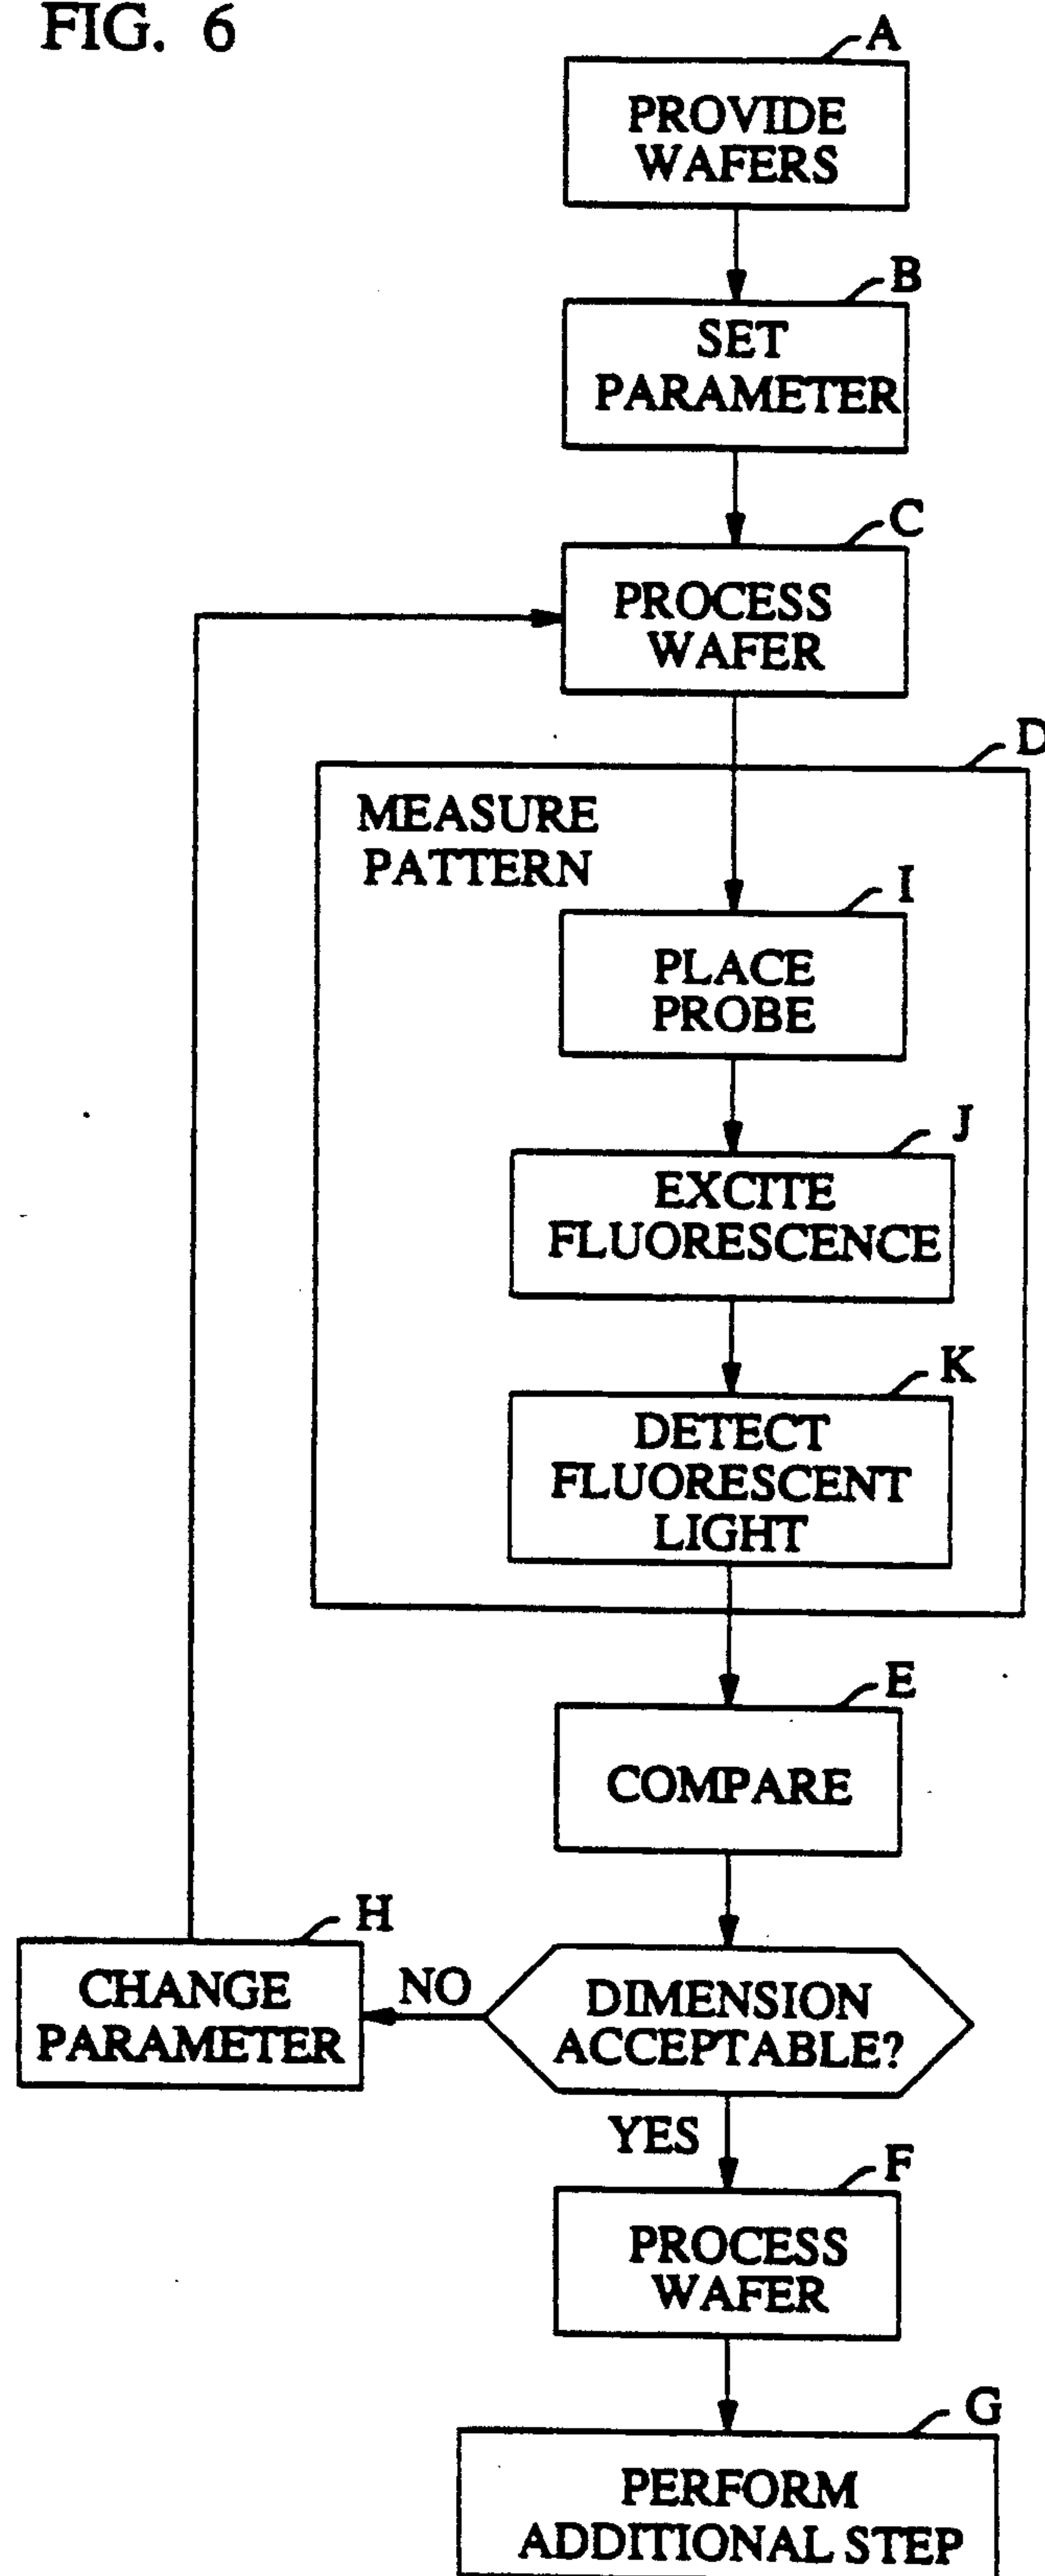 FIG. 6
A
PROVIDE
WAFERS
B
SET
PARAMETER
C
PROCESS
WAFER
D
MEASURE
PATTERN
I
PLACE
PROBE
J
EXCITE
FLUORESCENCE
K
DETECT
FLUORESCENT
LIGHT
E
COMPARE
H
CHANGE
PARAMETER
NO
DIMENSION
ACCEPTABLE?
YES
F
PROCESS
WAFER
G
PERFORM
ADDITIONAL STEP